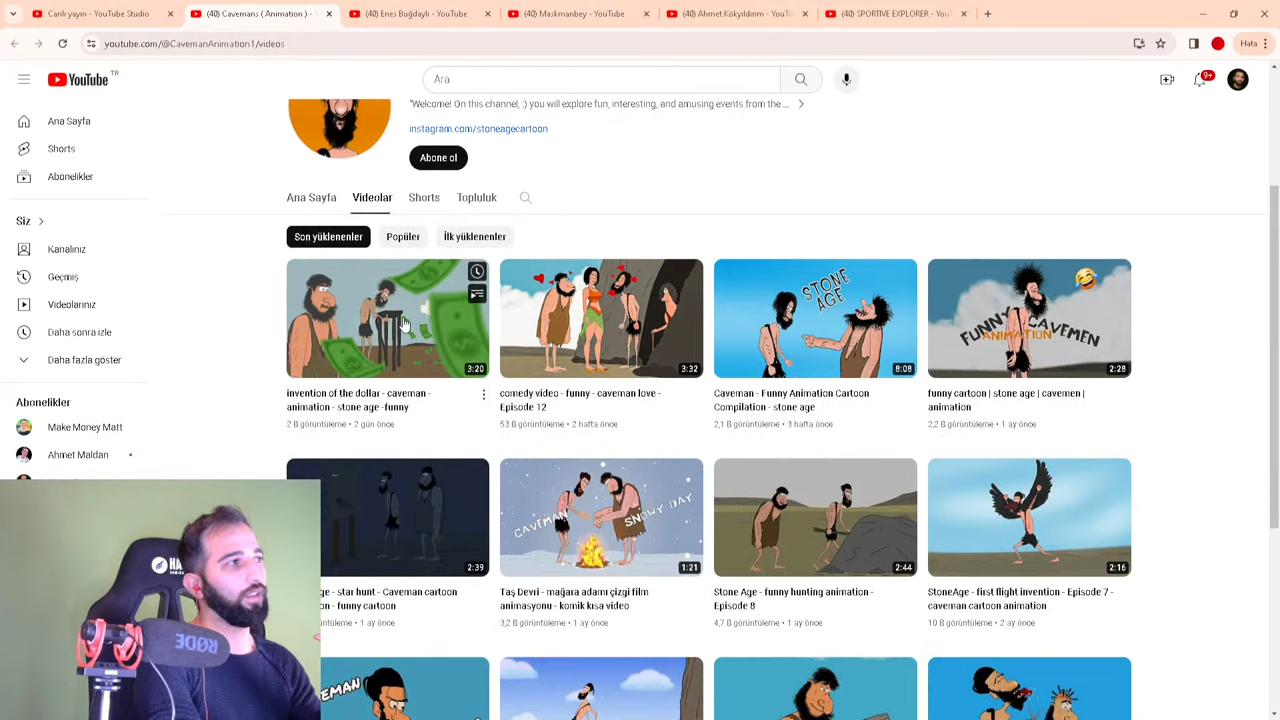 (40) Canlı yayın - YouTube Studio
(40) Cavemans ( Animation ) -
(40) Enes Buğdaylı - YouTube
(40) Maskmanbey - YouTube
(40) Ahmet Kökyıldırım - YouTu
(40) SPORTIVE EXPLORER - You
youtube.com/@CavemanAnimation1/videos
Hata
YouTube TR
Ara
9+
Ana Sayfa
Shorts
Abonelikler
Siz
Kanalınız
Geçmiş
Videolarınız
Daha sonra izle
Daha fazla göster
Abonelikler
Make Money Matt
Ahmet Maldan
"Welcome! On this channel, :) you will explore fun, interesting, and amusing events from the ...
instagram.com/stoneagecartoon
Abone ol
Ana Sayfa Videolar Shorts Topluluk
Son yüklenenler Popüler İlk yüklenenler
3:20
invention of the dollar - caveman -
animation - stone age -funny
2 B görüntüleme • 2 gün önce
3:32
comedy video - funny - caveman love -
Episode 12
53 B görüntüleme • 2 hafta önce
STONE
AGE
8:08
Caveman - Funny Animation Cartoon
Compilation - stone age
2,1 B görüntüleme • 3 hafta önce
FUNNY CAVEMEN
ANIMATION
2:28
funny cartoon | stone age | cavemen |
animation
2,2 B görüntüleme • 1 ay önce
2:39
ge - star hunt - Caveman cartoon
on - funny cartoon
ntüleme • 1 ay önce
CAVEMAN
SNOWY DAY
1:21
Taş Devri - mağara adamı çizgi film
animasyonu - komik kısa video
3,2 B görüntüleme • 1 ay önce
2:44
Stone Age - funny hunting animation -
Episode 8
4,7 B görüntüleme • 1 ay önce
2:16
StoneAge - first flight invention - Episode 7 -
caveman cartoon animation
10 B görüntüleme • 2 ay önce
EMAN
RØDE